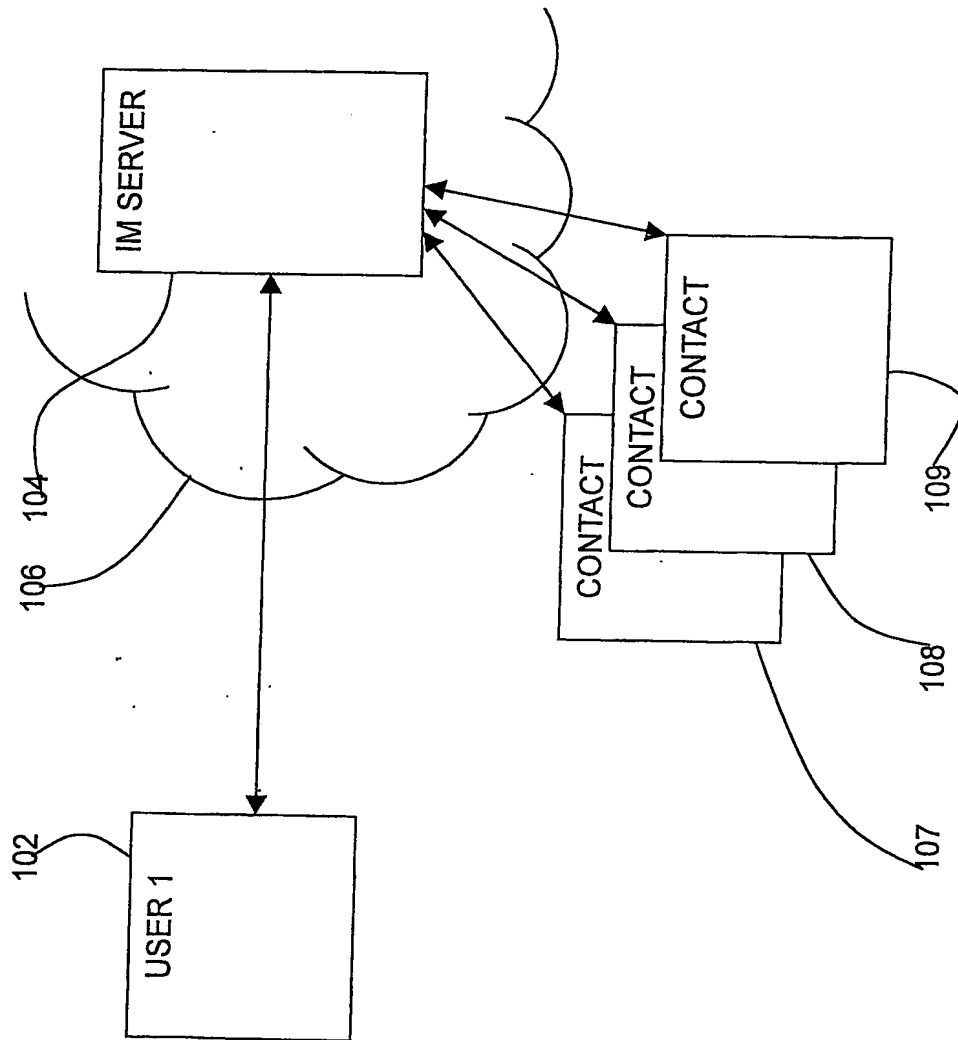 102
USER 1
106
104
IM SERVER
CONTACT
CONTACT
CONTACT
107
108
109